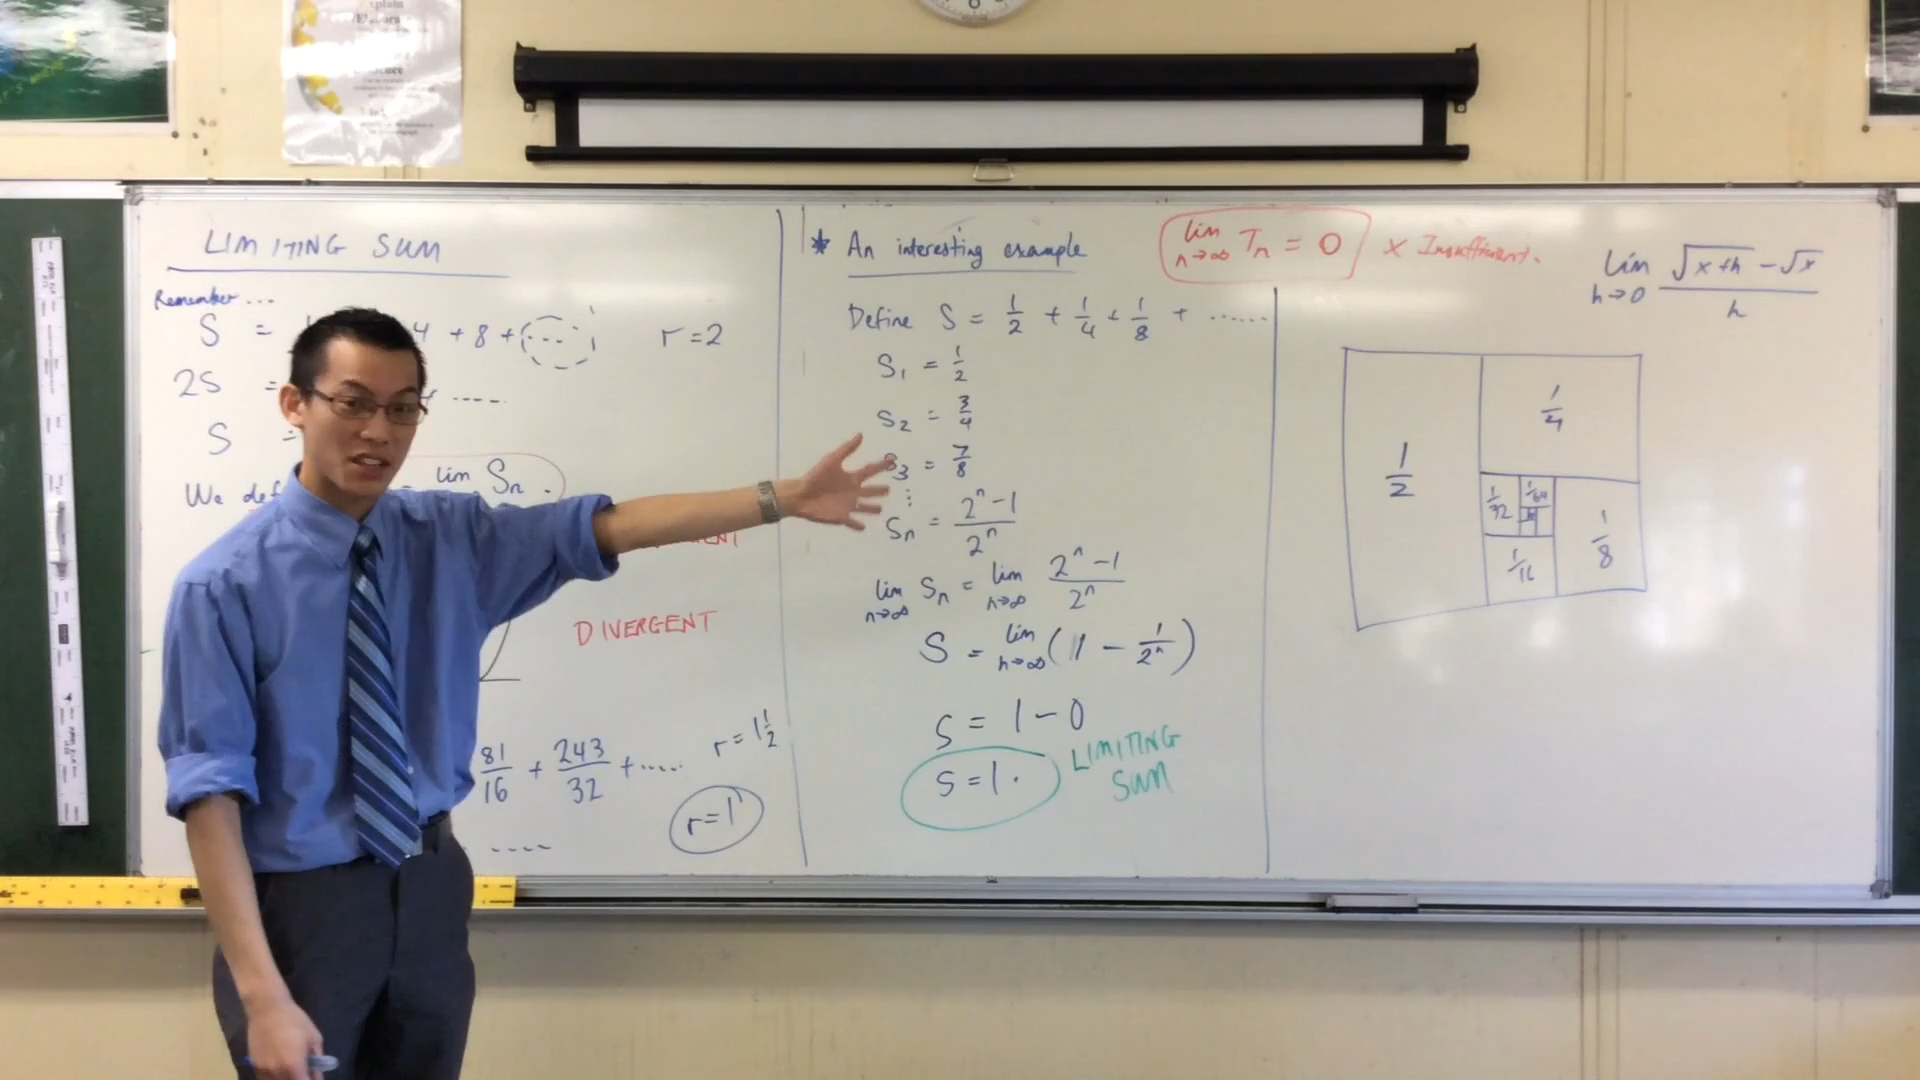 LIMITING SUM
Remember ...
S = 4 + 8 + ... r = 2
2S = .....
S =
We def lim Sn.
DIVERGENT
81/16 + 243/32 + ..... r = 1 1/2
r = 1
.....
* An interesting example
lim n→∞ Tn = 0 × Insufficient.
Define S = 1/2 + 1/4 + 1/8 + ......
S1 = 1/2
S2 = 3/4
S3 = 7/8
⋮
Sn = (2^n - 1)/2^n
lim n→∞ Sn = lim n→∞ (2^n - 1)/2^n
S = lim n→∞ (1 - 1/2^n)
S = 1 - 0
S = 1.
LIMITING
SUM
lim h→0 (√(x+h) - √x)/h
1/2
1/4
1/8
1/16
1/32
1/64